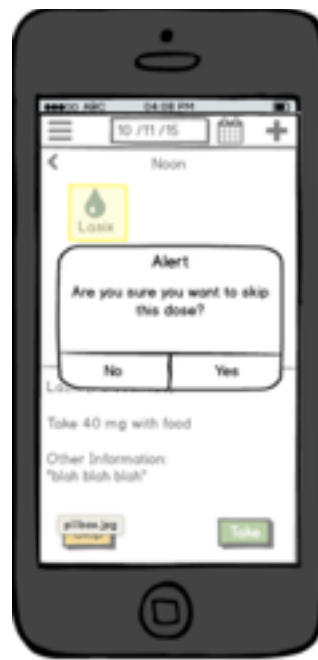 ABC 04:08 PM
10 /11 /15
Noon
Lasix
Alert
Are you sure you want to skip
this dose?
No Yes
Take 40 mg with food
Other Information:
"blah blah blah"
pillbox.jpg
Take